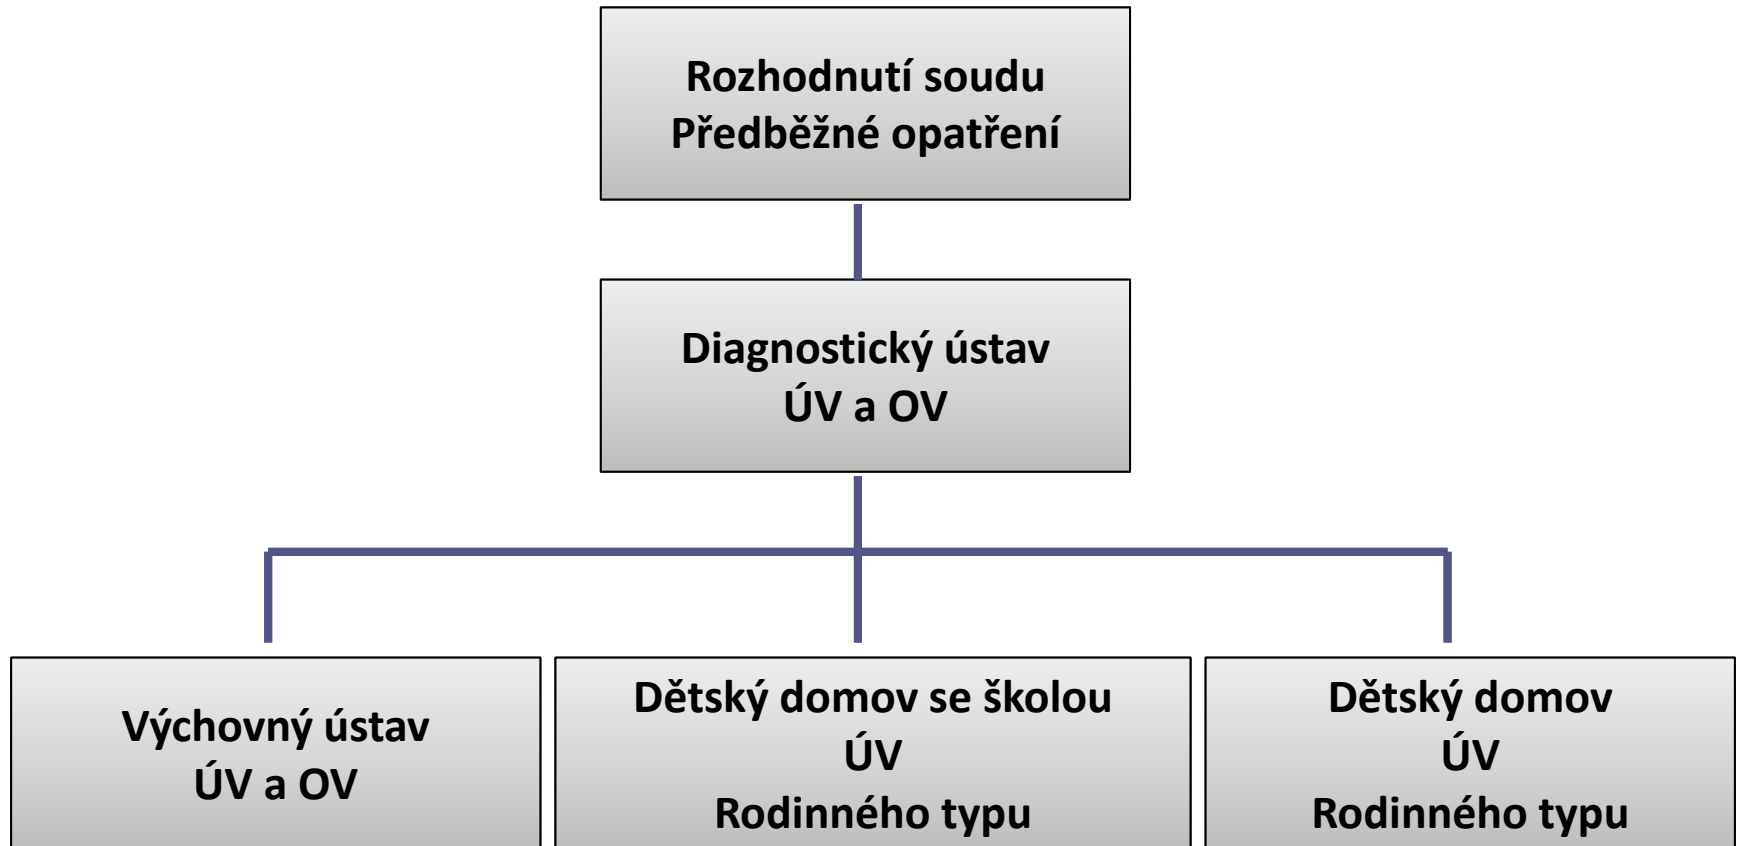 Rozhodnutí soudu
Předběžné opatření
Diagnostický ústav
ÚV a OV
Výchovný ústav
ÚV a OV
Dětský domov se školou
ÚV
Rodinného typu
Dětský domov
ÚV
Rodinného typu